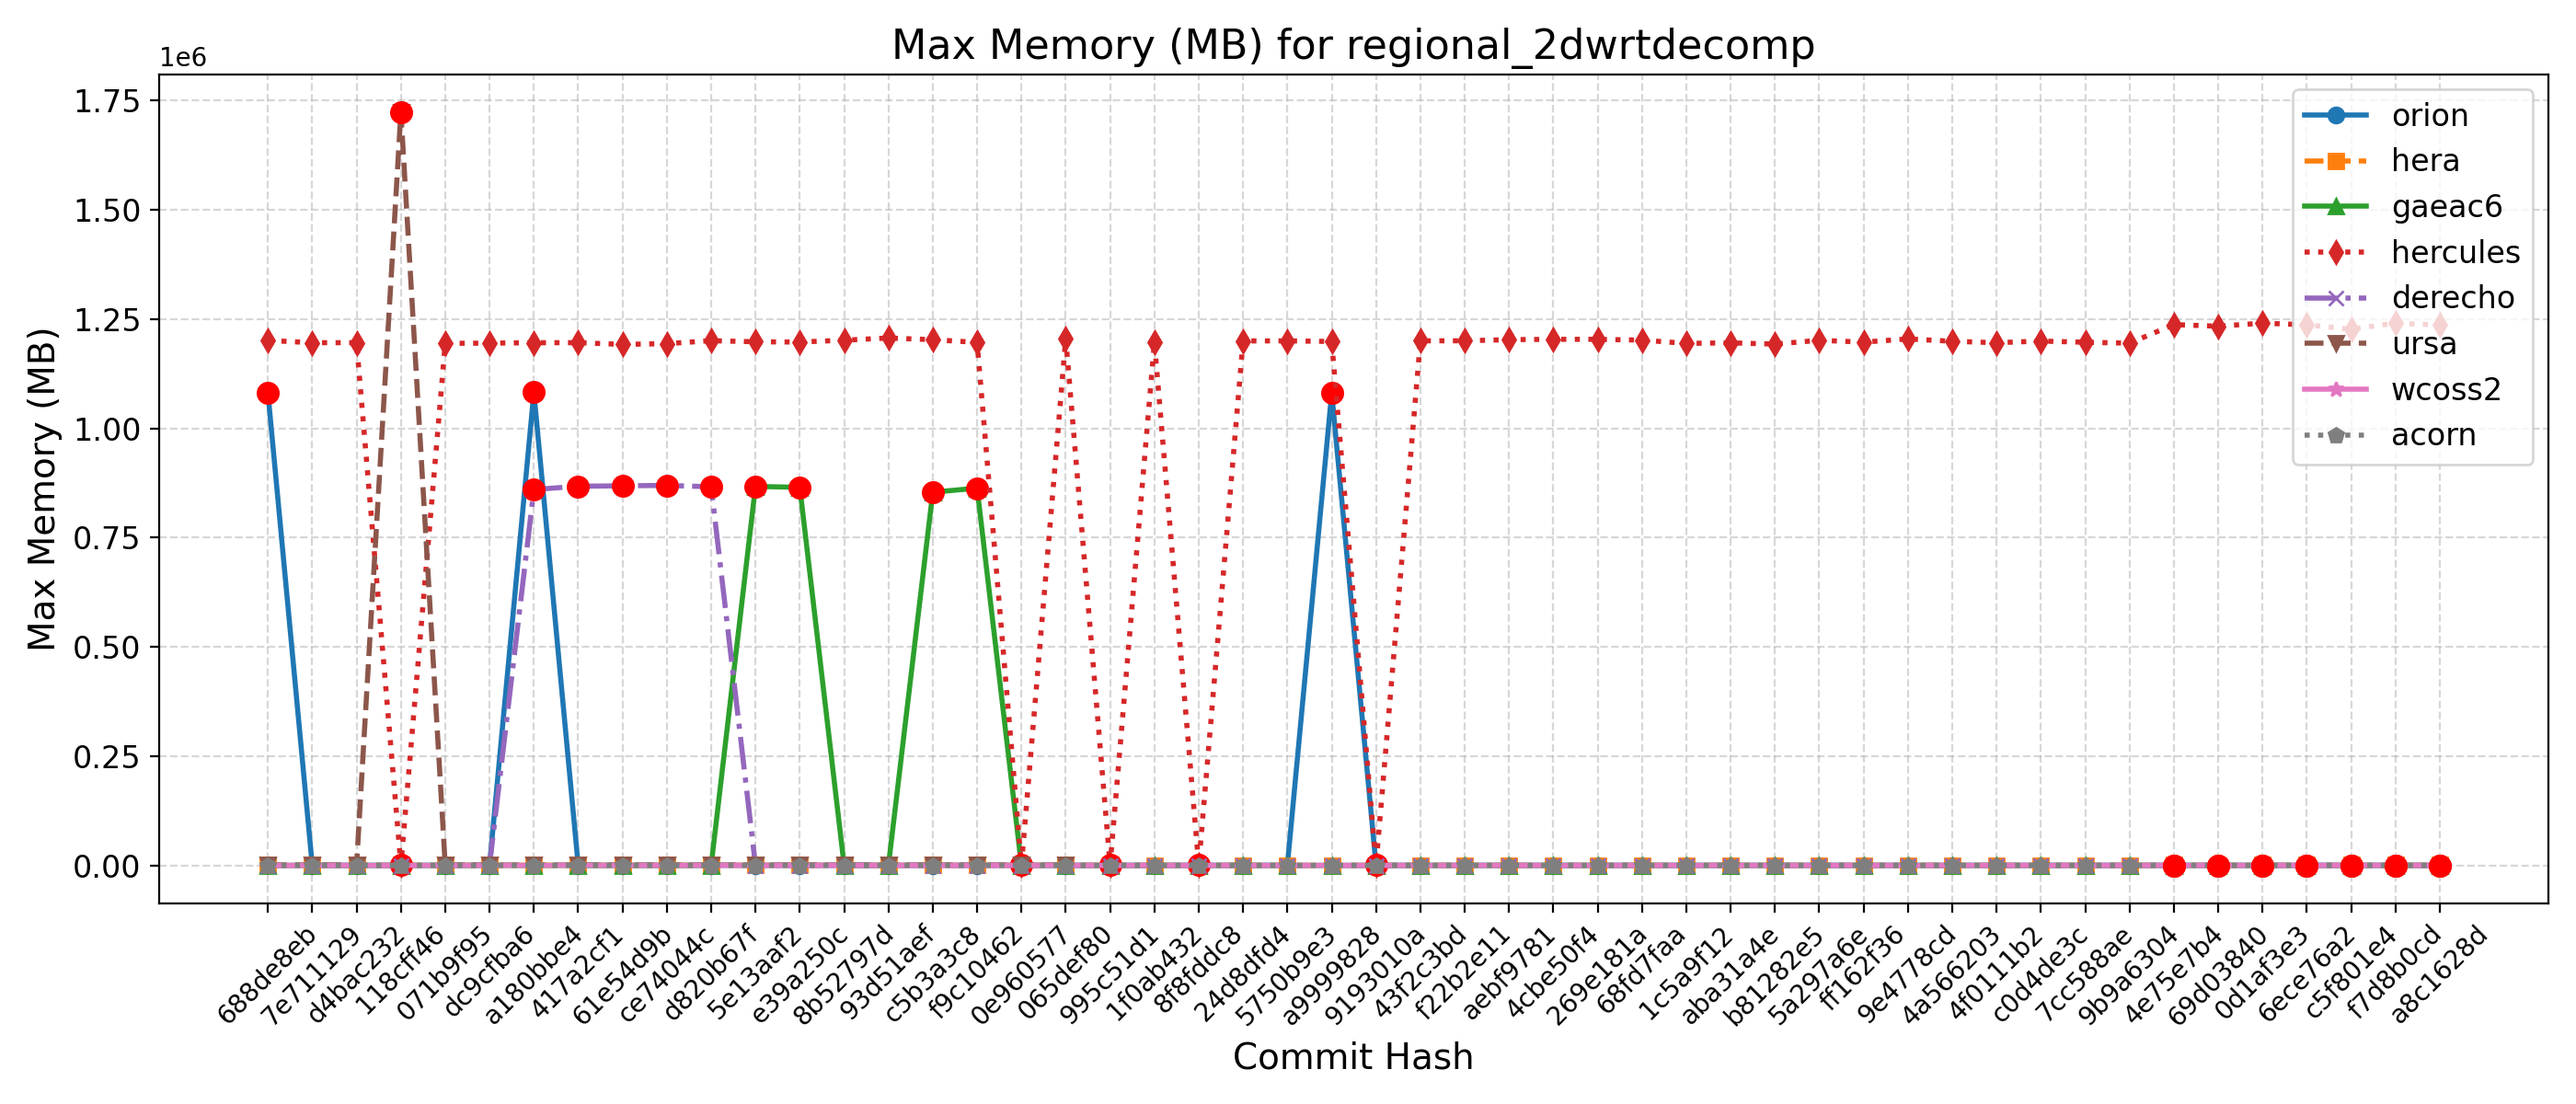 Max Memory (MB) for regional_2dwrtdecomp
1e6
1.75
1.50
1.25
1.00
0.75
0.50
0.25
0.00
Max Memory (MB)
orion
hera
gaeac6
hercules
derecho
ursa
wcoss2
acorn
688de8eb
7e711129
d4bac232
118cff46
071b9f95
dc9cfba6
a180bbe4
417a2cf1
61e54d9b
ce74044c
d820b67f
5e13aaf2
e39a250c
8b52797d
93d51aef
c5b3a3c8
f9c10462
0e960577
065def80
995c51d1
1f0ab432
8f8fddc8
24d8dfd4
5750b9e3
a9999828
9193010a
43f2c3bd
f22b2e11
aebf9781
4cbe50f4
269e181a
68fd7faa
1c5a9f12
aba31a4e
b81282e5
5a297a6e
ff162f36
9e4778cd
4a566203
4f0111b2
c0d4de3c
7cc588ae
9b9a6304
4e75e7b4
69d03840
0d1af3e3
6ece76a2
c5f801e4
f7d8b0cd
a8c1628d
Commit Hash